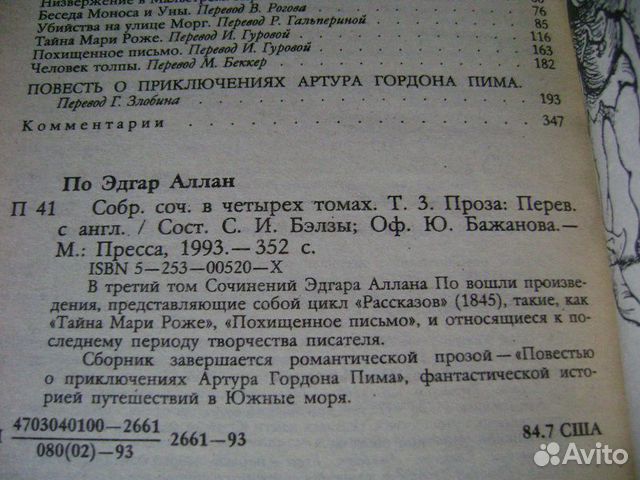 Низвержение в Мальстрем
Беседа Моноса и Уны. Перевод В. Рогова . . . . . . 76
Убийства на улице Морг. Перевод Р. Гальпериной . . . 85
Тайна Мари Роже. Перевод И. Гуровой . . . . . . 116
Похищенное письмо. Перевод И. Гуровой . . . . . 163
Человек толпы. Перевод М. Беккер . . . . . . . 182
ПОВЕСТЬ О ПРИКЛЮЧЕНИЯХ АРТУРА ГОРДОНА ПИМА.
Перевод Г. Злобина . . . . . . . . . . . 193
Комментарии . . . . . . . . . . . . . 347
По Эдгар Аллан
П 41 Собр. соч. в четырех томах. Т. 3. Проза: Перев.
с англ. / Сост. С. И. Бэлзы; Оф. Ю. Бажанова.—
М.: Пресса, 1993.— 352 с.
ISBN 5—253—00520—X
В третий том Сочинений Эдгара Аллана По вошли произве-
дения, представляющие собой цикл «Рассказов» (1845), такие, как
«Тайна Мари Роже», «Похищенное письмо», и относящиеся к по-
следнему периоду творчества писателя.
Сборник завершается романтической прозой — «Повестью
о приключениях Артура Гордона Пима», фантастической исто-
рией путешествий в Южные моря.
4703040100—2661
080(02)—93
2661—93
84.7 США
Avito